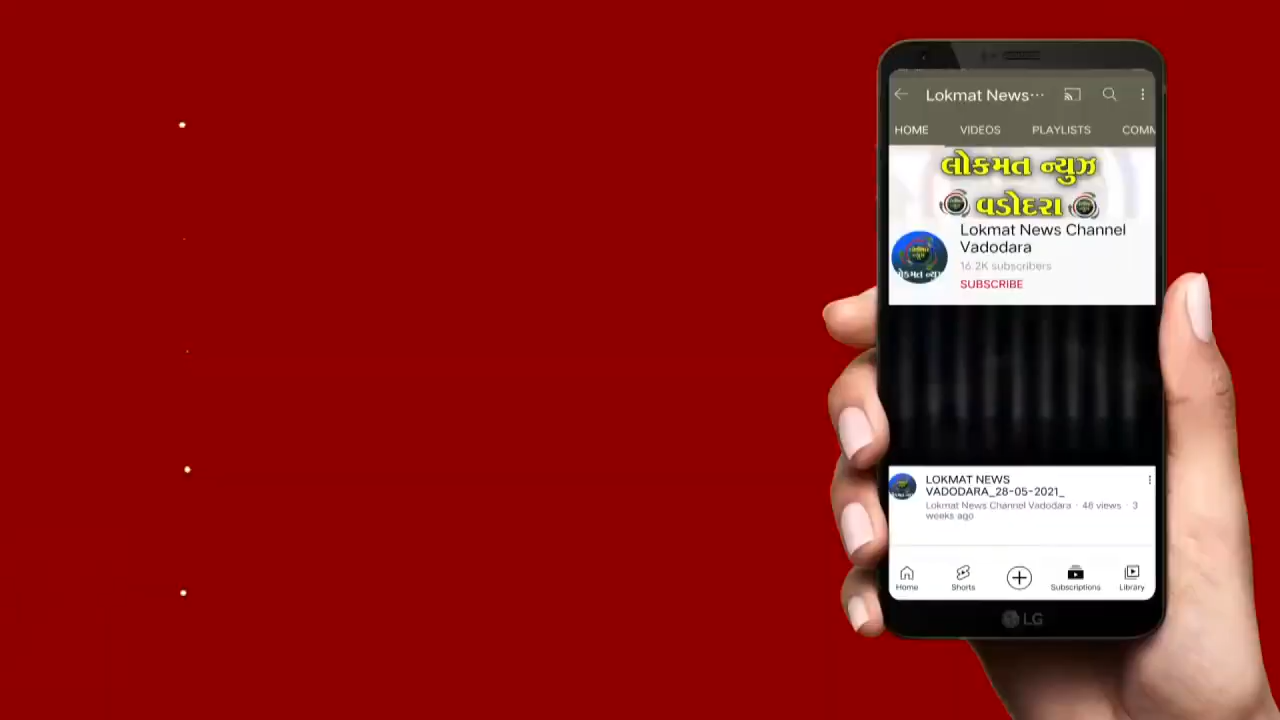 Lokmat News...
HOME VIDEOS PLAYLISTS COMM
લોકમત ન્યુઝ
વડોદરા
Lokmat News Channel
Vadodara
16.2K subscribers
SUBSCRIBE
LOKMAT NEWS
VADODARA_28-05-2021_
Lokmat News Channel Vadodara · 48 views · 3
weeks ago
Home Shorts Subscriptions Library
LG